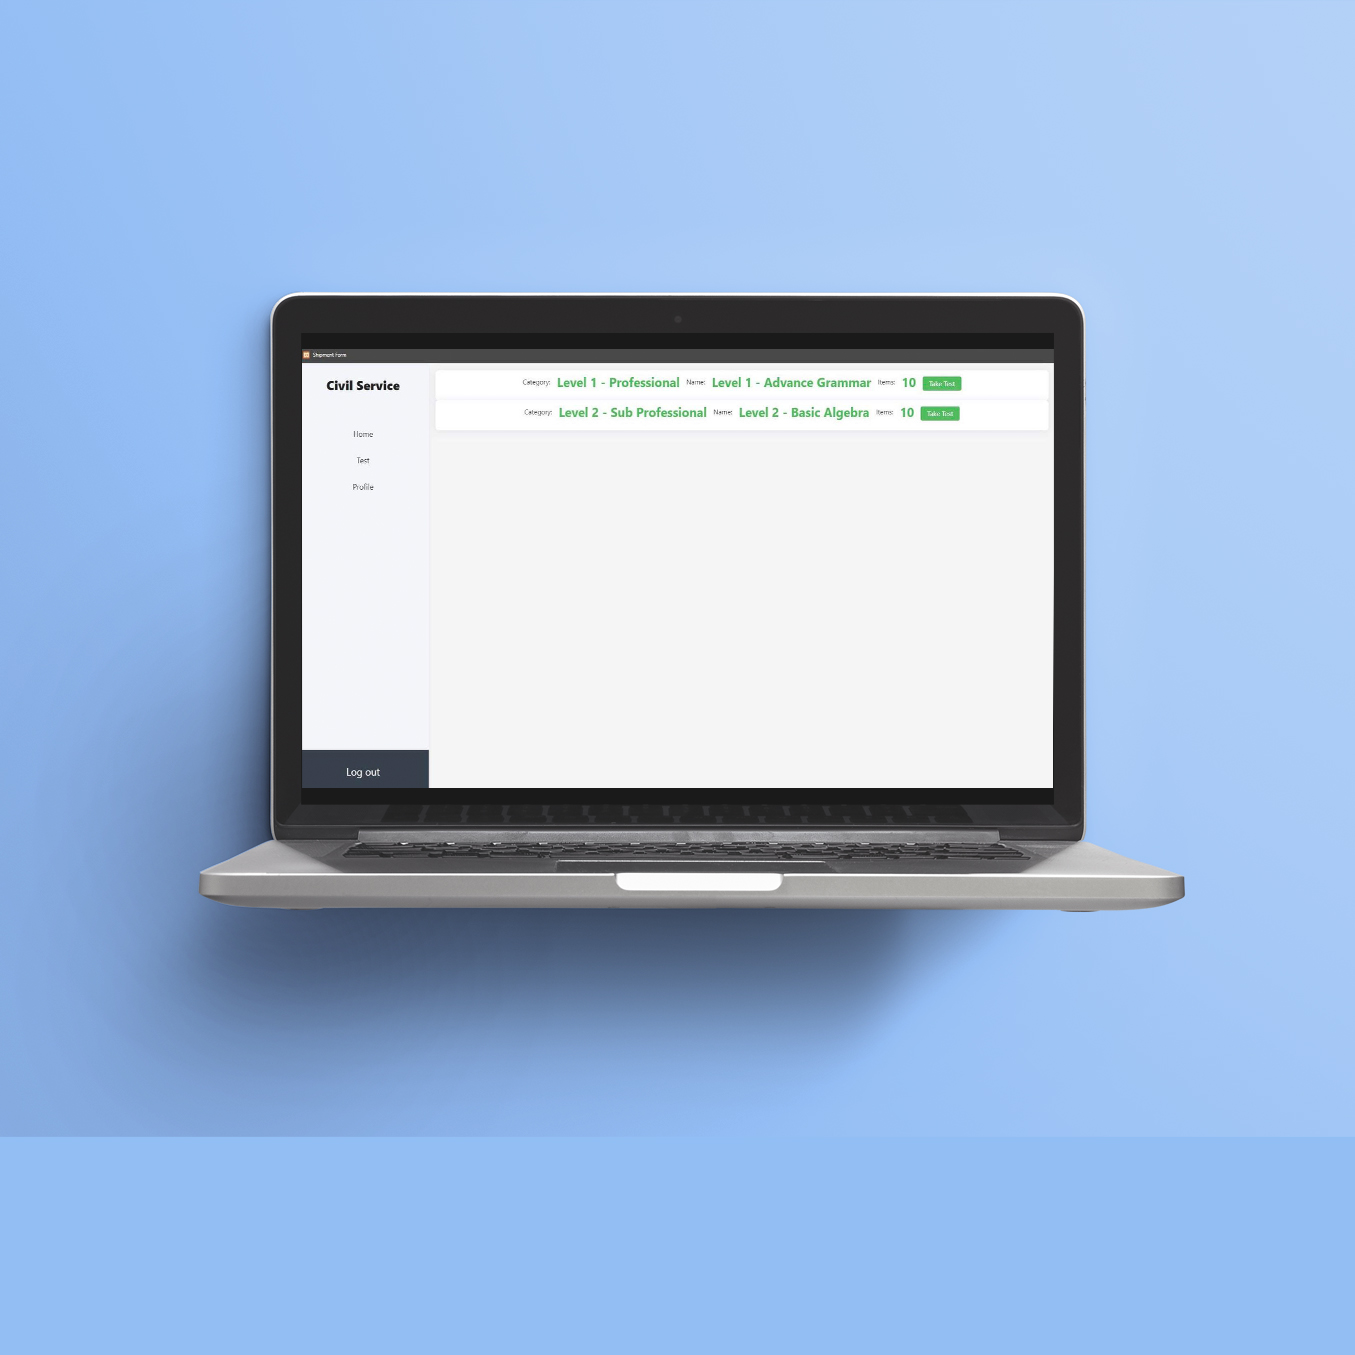 Shipment Form
Civil Service
Home
Test
Profile
Log out
Category: Level 1 - Professional Name: Level 1 - Advance Grammar Items: 10 Take Test
Category: Level 2 - Sub Professional Name: Level 2 - Basic Algebra Items: 10 Take Test